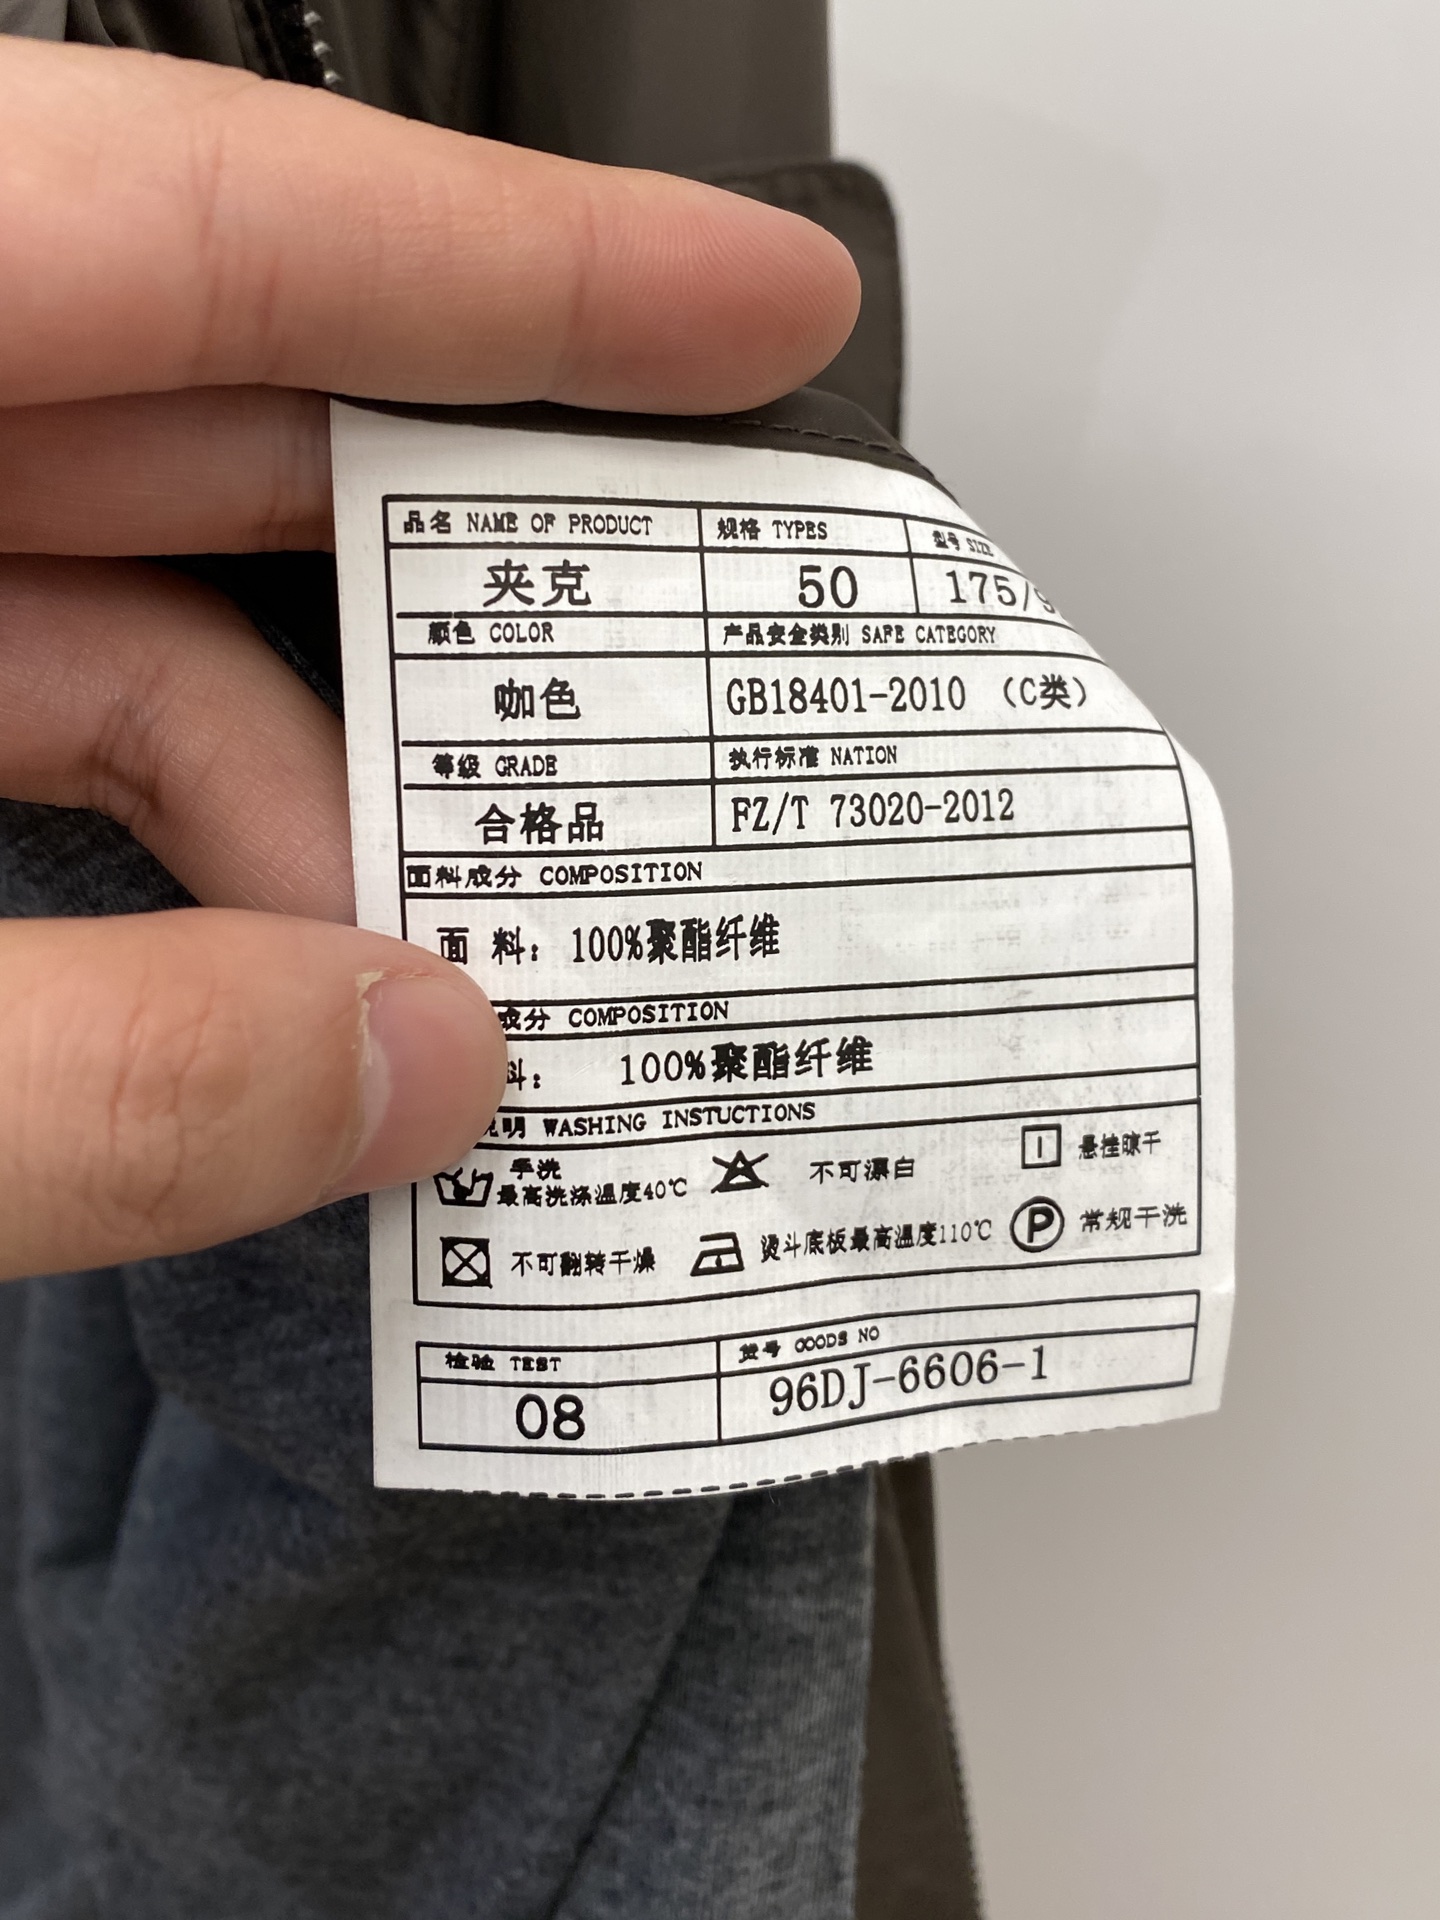 品名 NAME OF PRODUCT 规格 TYPES 型号 SIZE
夹克 50 175/9
颜色 COLOR 产品安全类别 SAFE CATEGORY
咖色 GB18401-2010 (C类)
等级 GRADE 执行标准 NATION
合格品 FZ/T 73020-2012
面料成分 COMPOSITION
面 料: 100%聚酯纤维
成分 COMPOSITION
料: 100%聚酯纤维
说明 WASHING INSTUCTIONS
手洗
最高洗涤温度40℃ 不可漂白 悬挂晾干
不可翻转干燥 烫斗底板最高温度110℃ P 常规干洗
检验 TEST 货号 GOODS NO
08 96DJ-6606-1